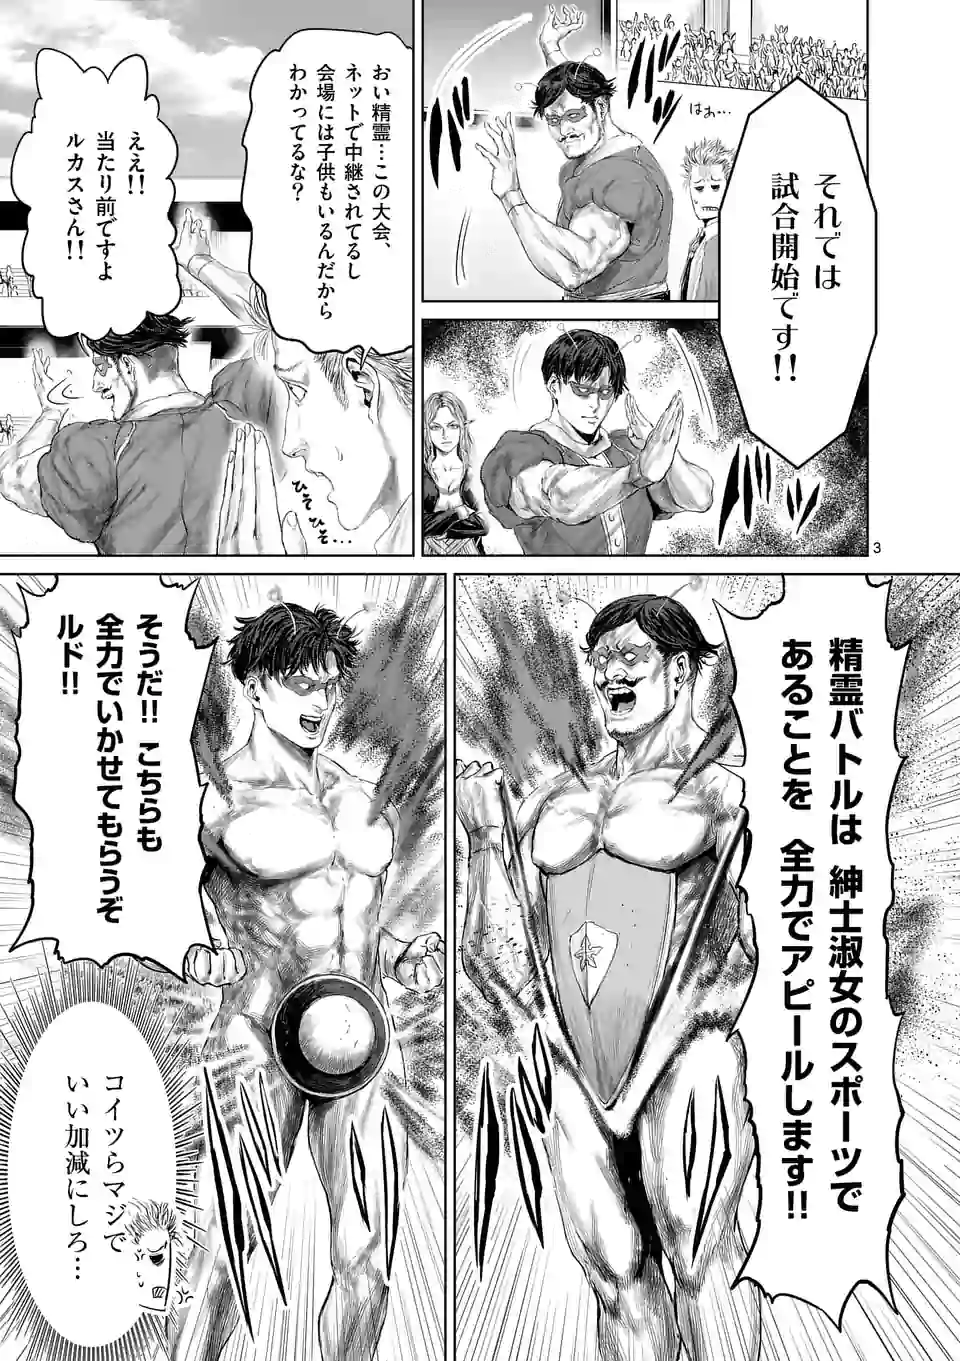 それでは
試合開始です!!
はぁ…
おい精霊…この大会、
ネットで中継されてるし
会場には子供もいるんだから
わかってるな?
ええ!!
当たり前ですよ
ルカスさん!!
ひそ
ひそ…
3
精霊バトルは 紳士淑女のスポーツで
あることを 全力でアピールします!!
そうだ!! こちらも
全力でいかせてもらうぞ
ルド!!
コイツらマジで
いい加減にしろ…